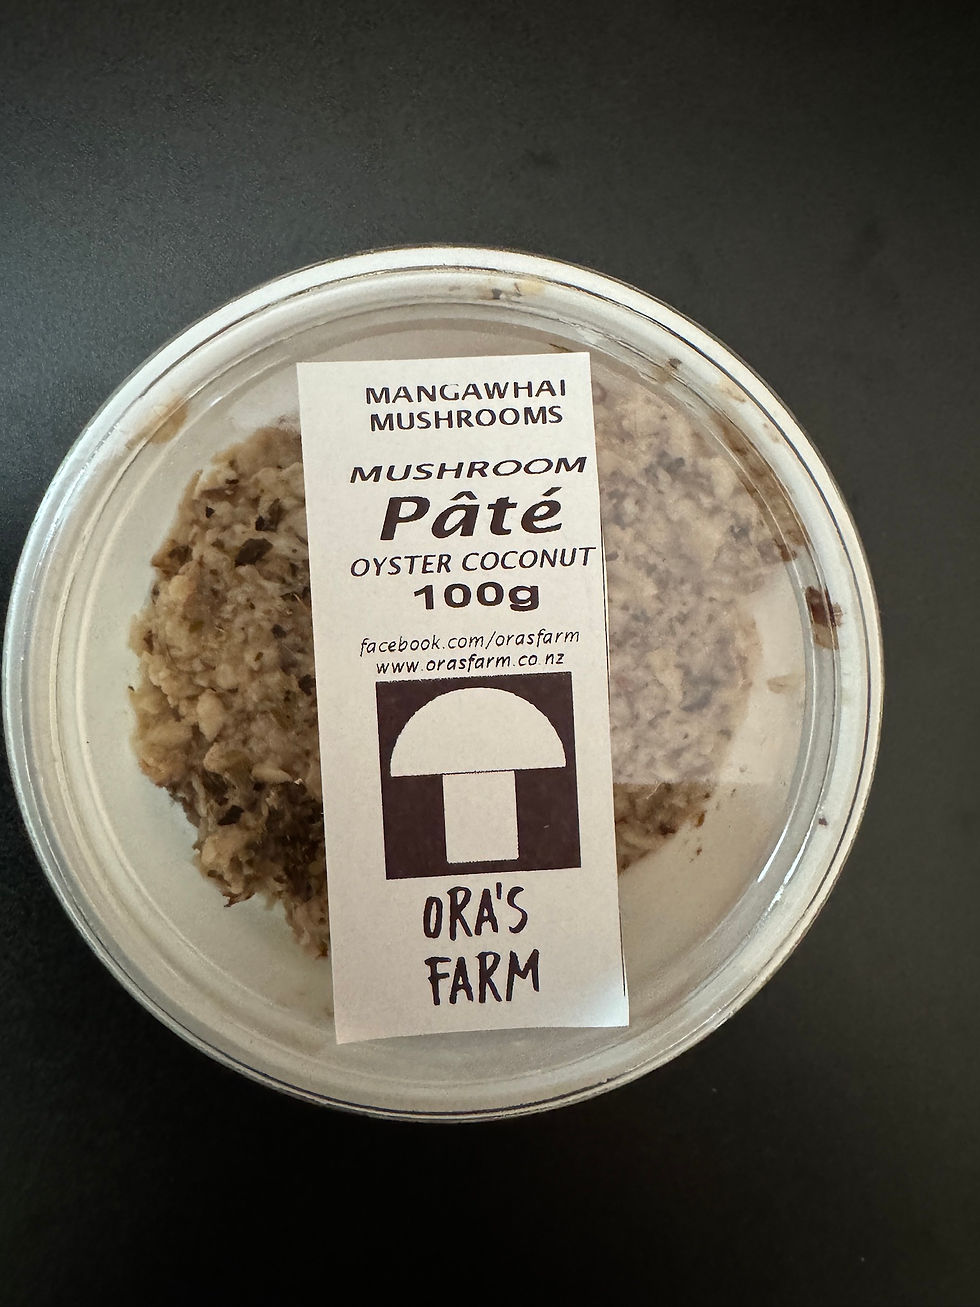 MANGAWHAI
MUSHROOMS
MUSHROOM
Pâté
OYSTER COCONUT
100g
facebook.com/orasfarm
www.orasfarm.co.nz
ORA'S
FARM